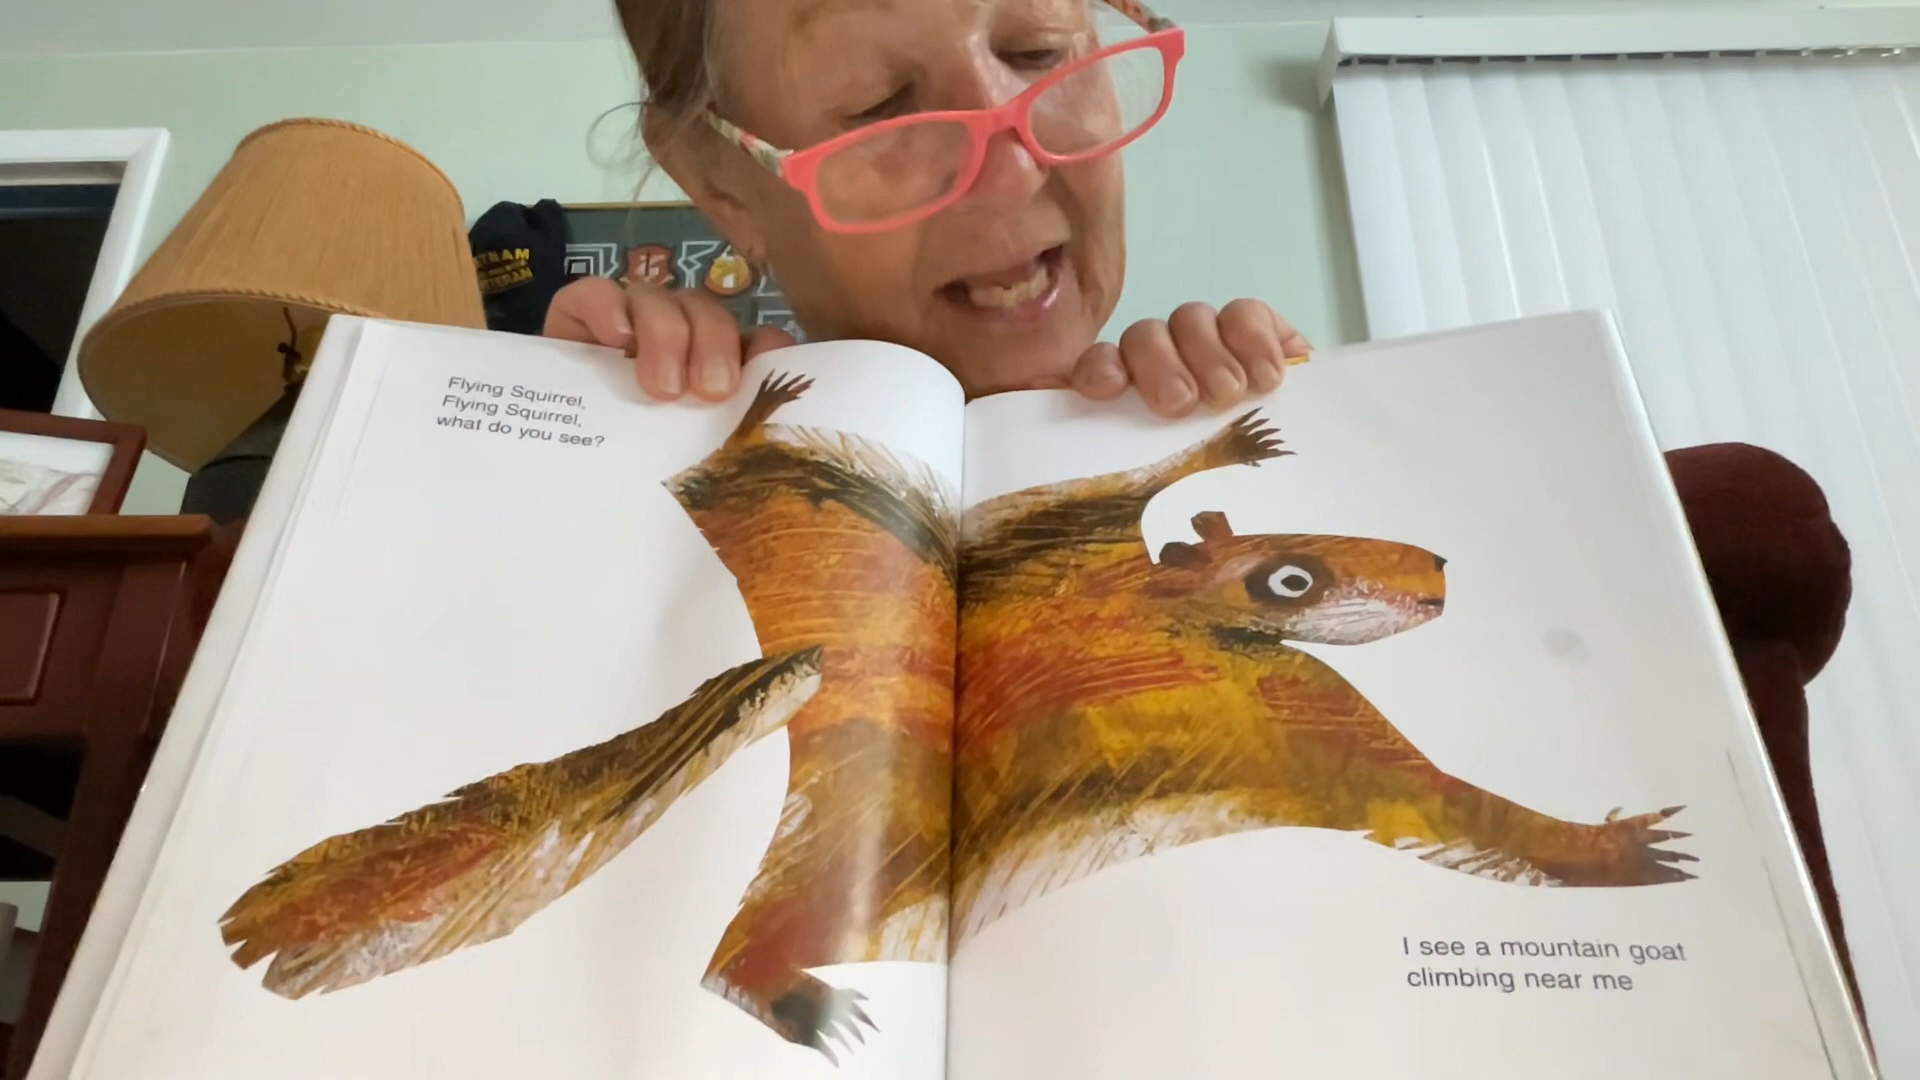 Flying Squirrel,
Flying Squirrel,
what do you see?
I see a mountain goat
climbing near me